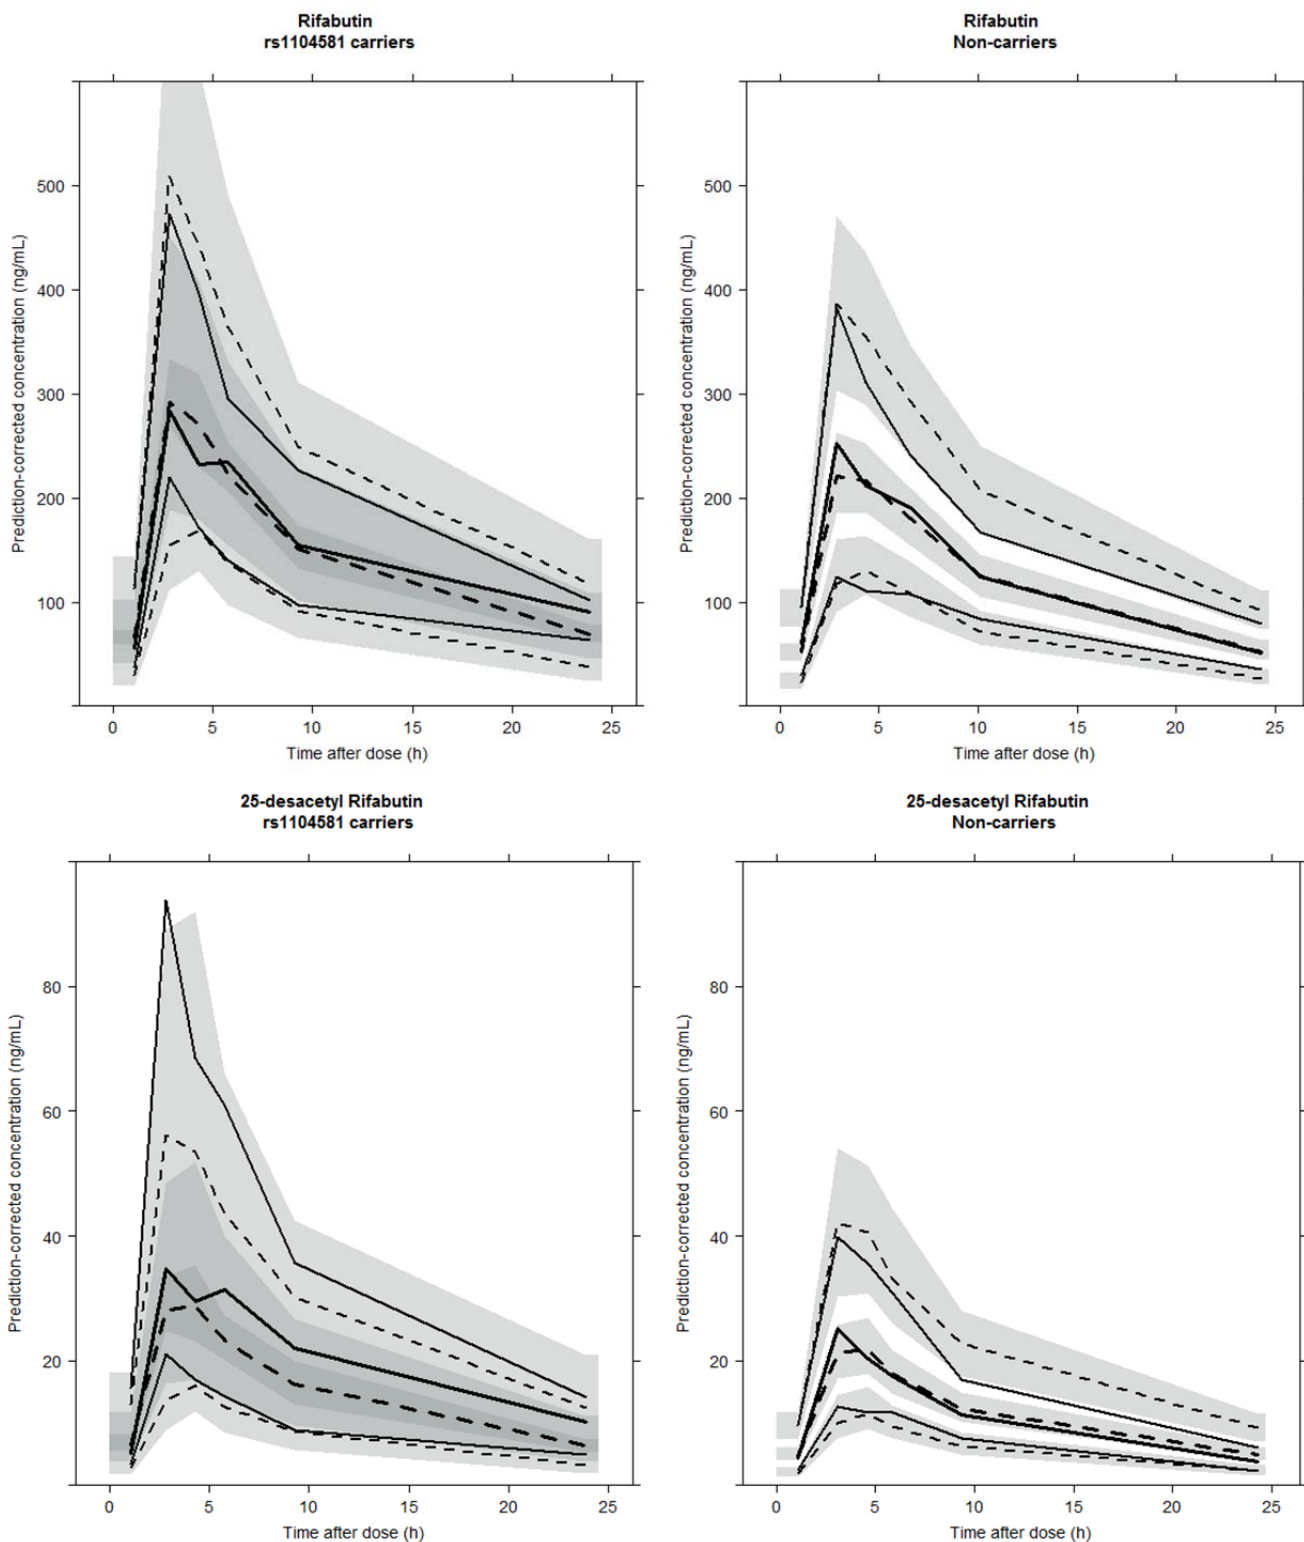 Rifabutin
rs1104581 carriers
Prediction-corrected concentration (ng/mL)
500
400
300
200
100
0 5 10 15 20 25
Time after dose (h)
Rifabutin
Non-carriers
Prediction-corrected concentration (ng/mL)
500
400
300
200
100
0 5 10 15 20 25
Time after dose (h)
25-desacetyl Rifabutin
rs1104581 carriers
Prediction-corrected concentration (ng/mL)
80
60
40
20
0 5 10 15 20 25
Time after dose (h)
25-desacetyl Rifabutin
Non-carriers
Prediction-corrected concentration (ng/mL)
80
60
40
20
0 5 10 15 20 25
Time after dose (h)